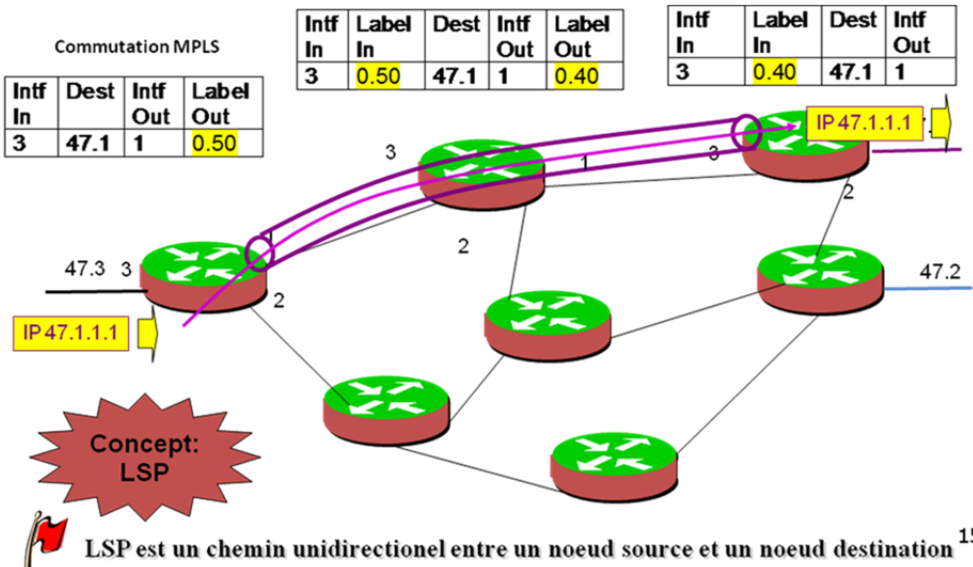 Commutation MPLS
Intf In Dest Intf Out Label Out
3 47.1 1 0.50
Intf In Label In Dest Intf Out Label Out
3 0.50 47.1 1 0.40
Intf In Label In Dest Intf Out
3 0.40 47.1 1
IP 47.1.1.1
3
1
3
2
2
1
47.3 3
2
47.2
IP 47.1.1.1
Concept:
LSP
LSP est un chemin unidirectionel entre un noeud source et un noeud destination